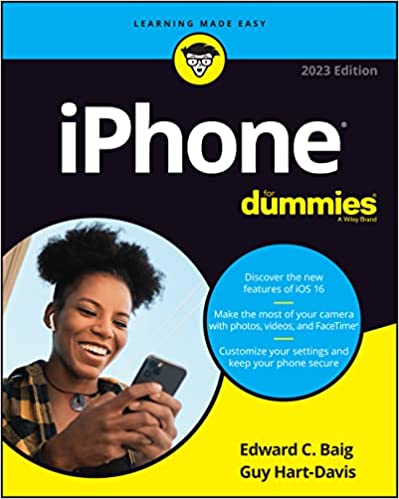 LEARNING MADE EASY
2023 Edition
iPhone®
for
dummies®
A Wiley Brand
Discover the new
features of iOS 16
Make the most of your camera
with photos, videos, and FaceTime®
Customize your settings and
keep your phone secure
Edward C. Baig
Guy Hart-Davis